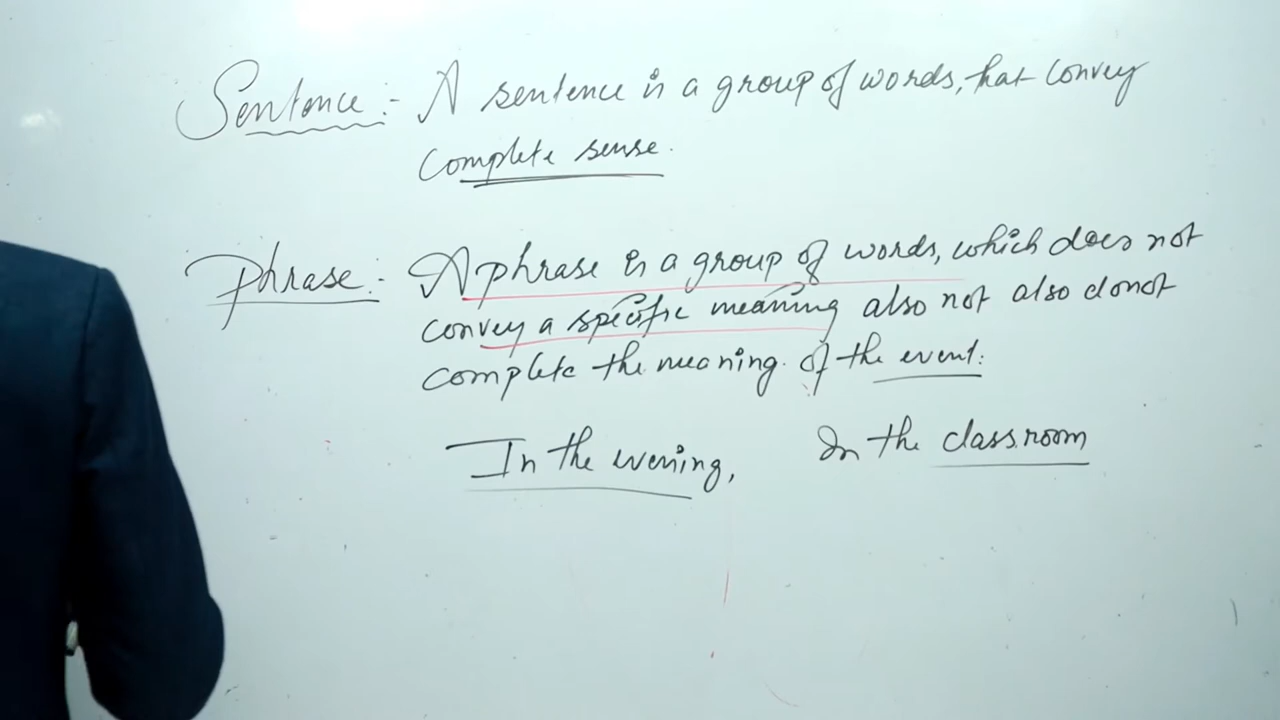 Sentence:- A sentence is a group of words, that convey
complete sense.
Phrase:- A phrase is a group of words, which does not
convey a specific meaning also not also donot
complete the meaning of the event:
In the evening, In the classroom